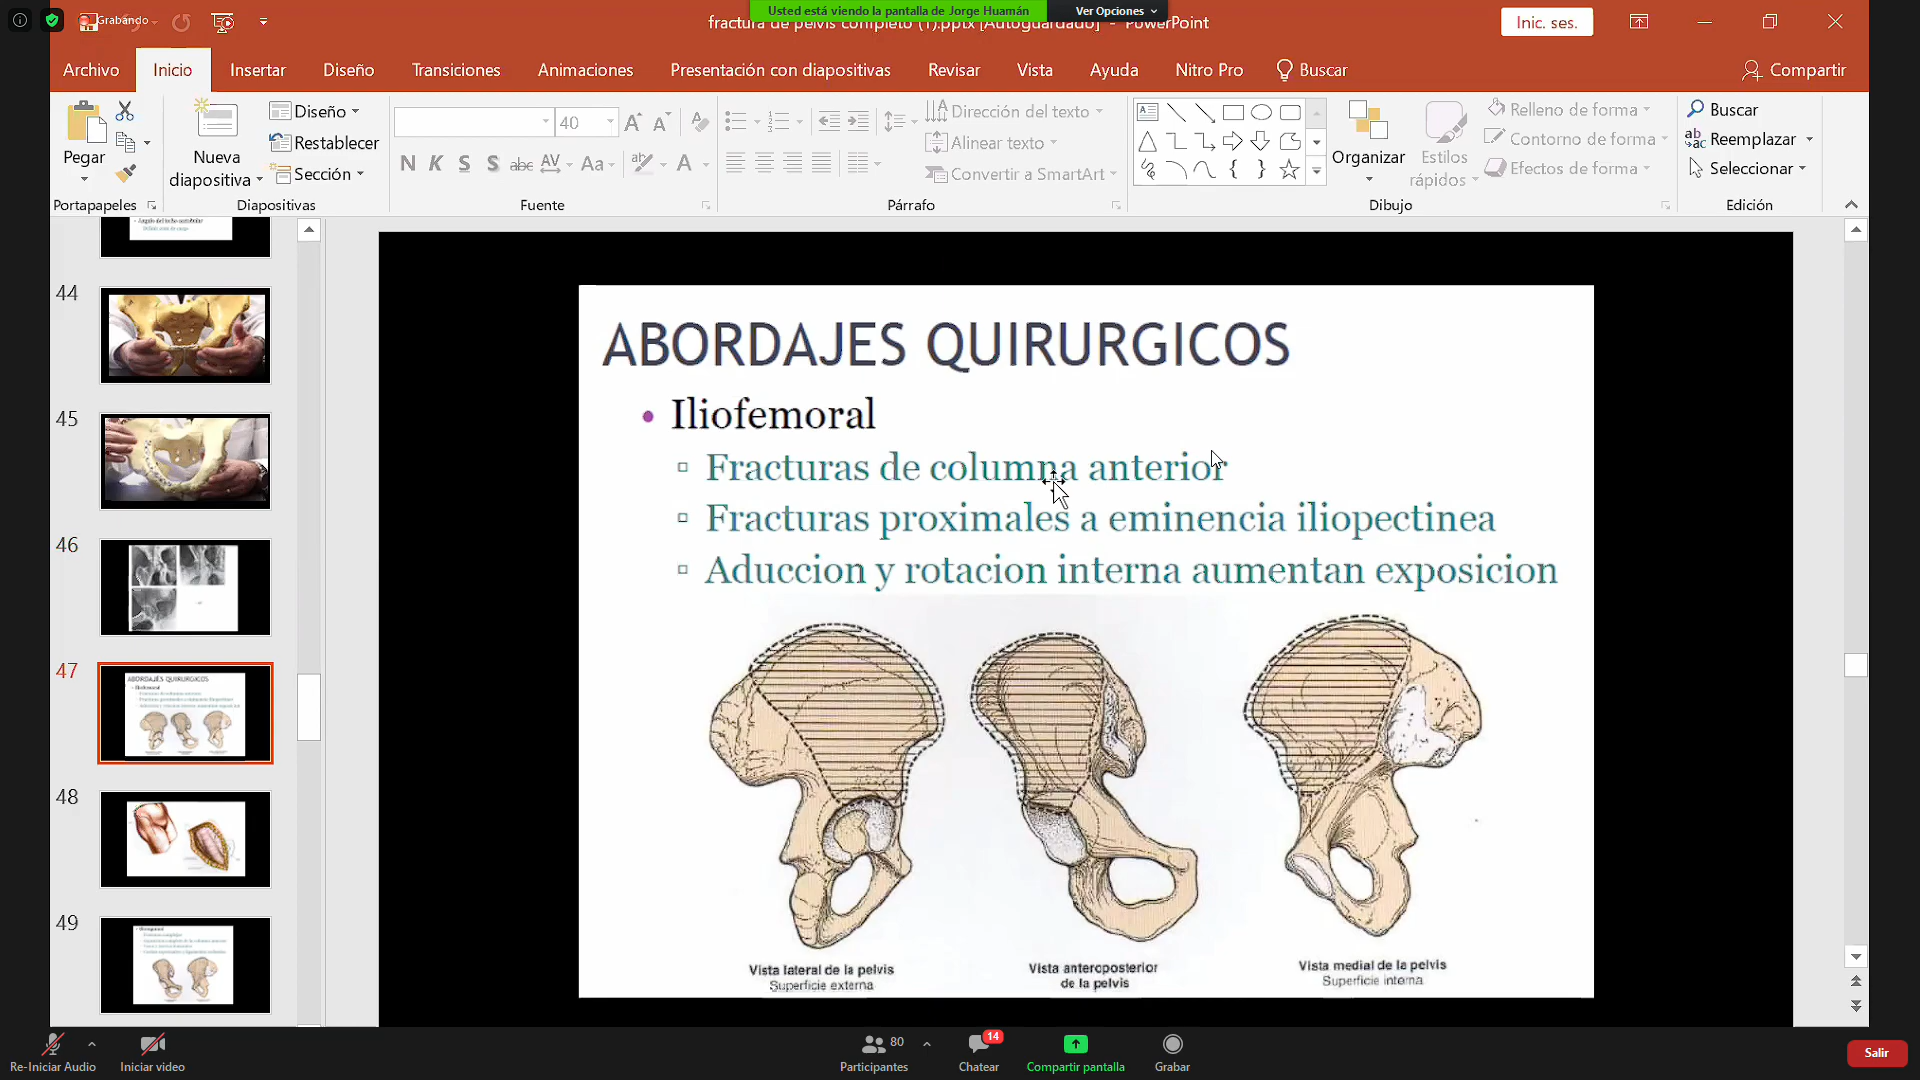 Grabando
Usted está viendo la pantalla de Jorge Huamán
Ver Opciones
fractura de pelvis completo (1).pptx [Autoguardado] - PowerPoint
Inic. ses.
Archivo Inicio Insertar Diseño Transiciones Animaciones Presentación con diapositivas Revisar Vista Ayuda Nitro Pro Buscar Compartir
Pegar
Nueva diapositiva
Diseño
Restablecer
Sección
40
N K S S abc AV Aa A
Dirección del texto
Alinear texto
Convertir a SmartArt
Organizar
Estilos rápidos
Relleno de forma
Contorno de forma
Efectos de forma
Buscar
Reemplazar
Seleccionar
Portapapeles Diapositivas Fuente Párrafo Dibujo Edición
44
45
46
47
ABORDAJES QUIRURGICOS
48
49
ABORDAJES QUIRURGICOS
• Iliofemoral
▫ Fracturas de columna anterior
▫ Fracturas proximales a eminencia iliopectinea
▫ Aduccion y rotacion interna aumentan exposicion
Vista lateral de la pelvis
Superficie externa
Vista anteroposterior
de la pelvis
Vista medial de la pelvis
Superficie interna
Re-Iniciar Audio
Iniciar video
80
Participantes
14
Chatear
Compartir pantalla
Grabar
Salir